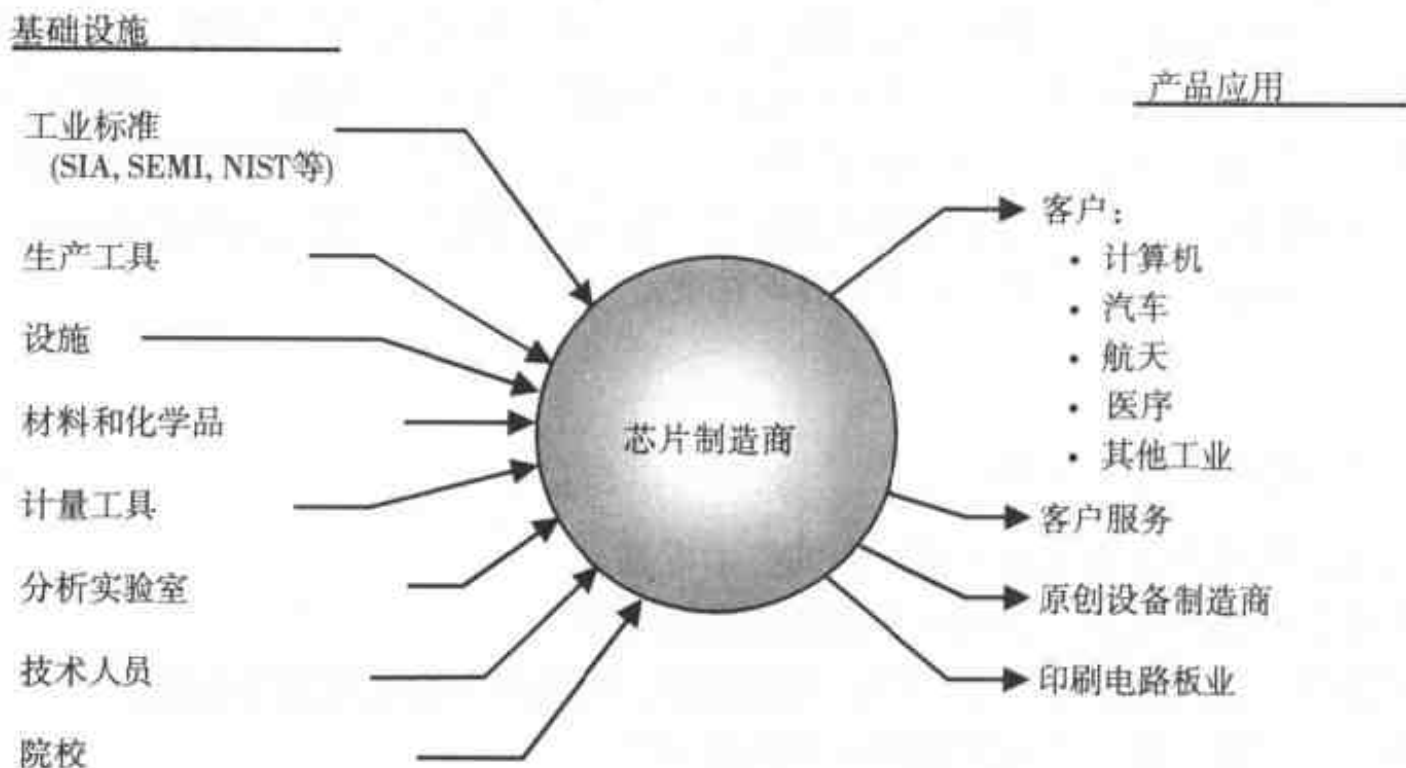 基础设施
工业标准
(SIA, SEMI, NIST等)
生产工具
设施
材料和化学品
计量工具
分析实验室
技术人员
院校
芯片制造商
产品应用
客户：
• 计算机
• 汽车
• 航天
• 医序
• 其他工业
客户服务
原创设备制造商
印刷电路板业